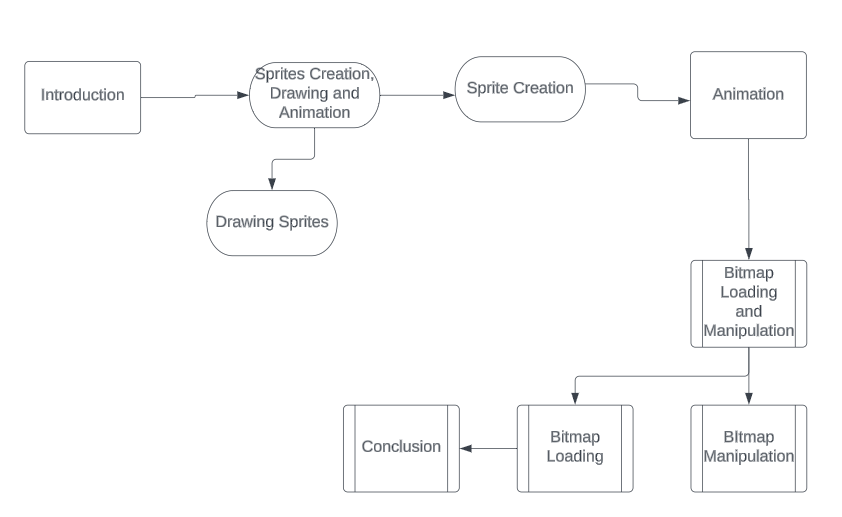 Introduction
Sprites Creation,
Drawing and
Animation
Sprite Creation
Animation
Drawing Sprites
Bitmap
Loading
and
Manipulation
Conclusion
Bitmap
Loading
BItmap
Manipulation